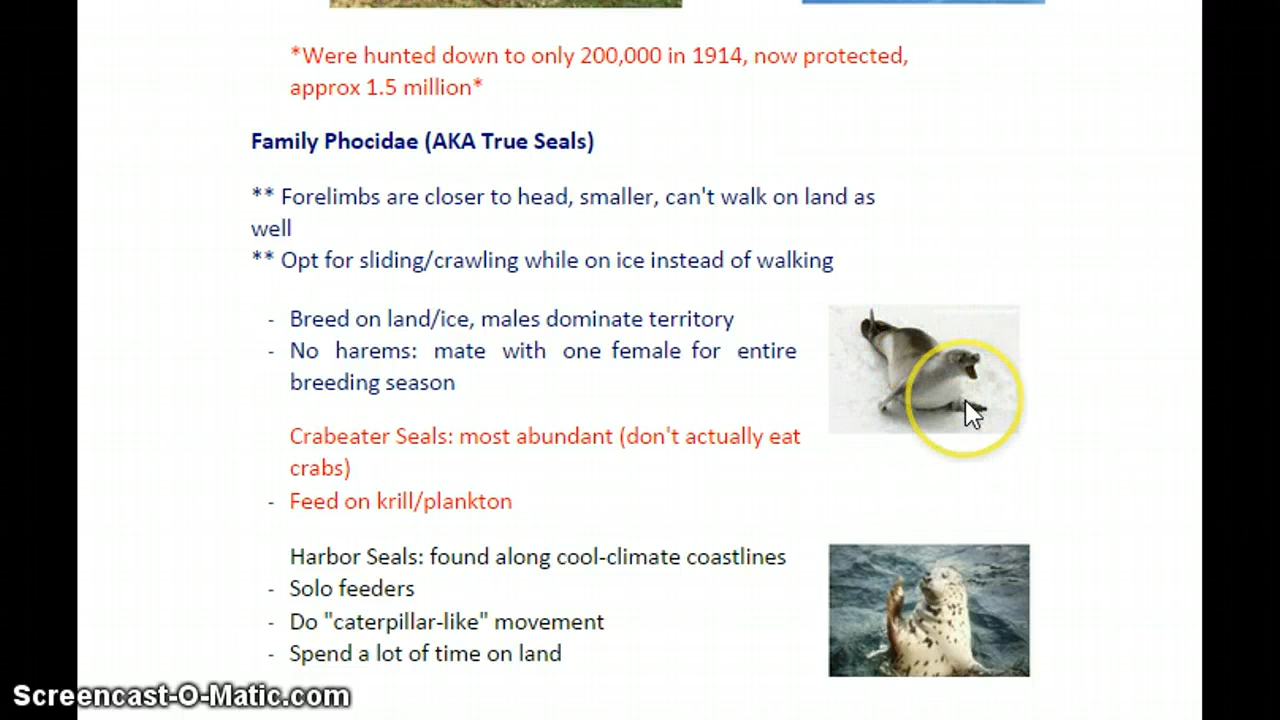 *Were hunted down to only 200,000 in 1914, now protected,
approx 1.5 million*
Family Phocidae (AKA True Seals)
** Forelimbs are closer to head, smaller, can't walk on land as
well
** Opt for sliding/crawling while on ice instead of walking
- Breed on land/ice, males dominate territory
- No harems: mate with one female for entire
breeding season
Crabeater Seals: most abundant (don't actually eat
crabs)
- Feed on krill/plankton
Harbor Seals: found along cool-climate coastlines
- Solo feeders
- Do "caterpillar-like" movement
- Spend a lot of time on land
Screencast-O-Matic.com